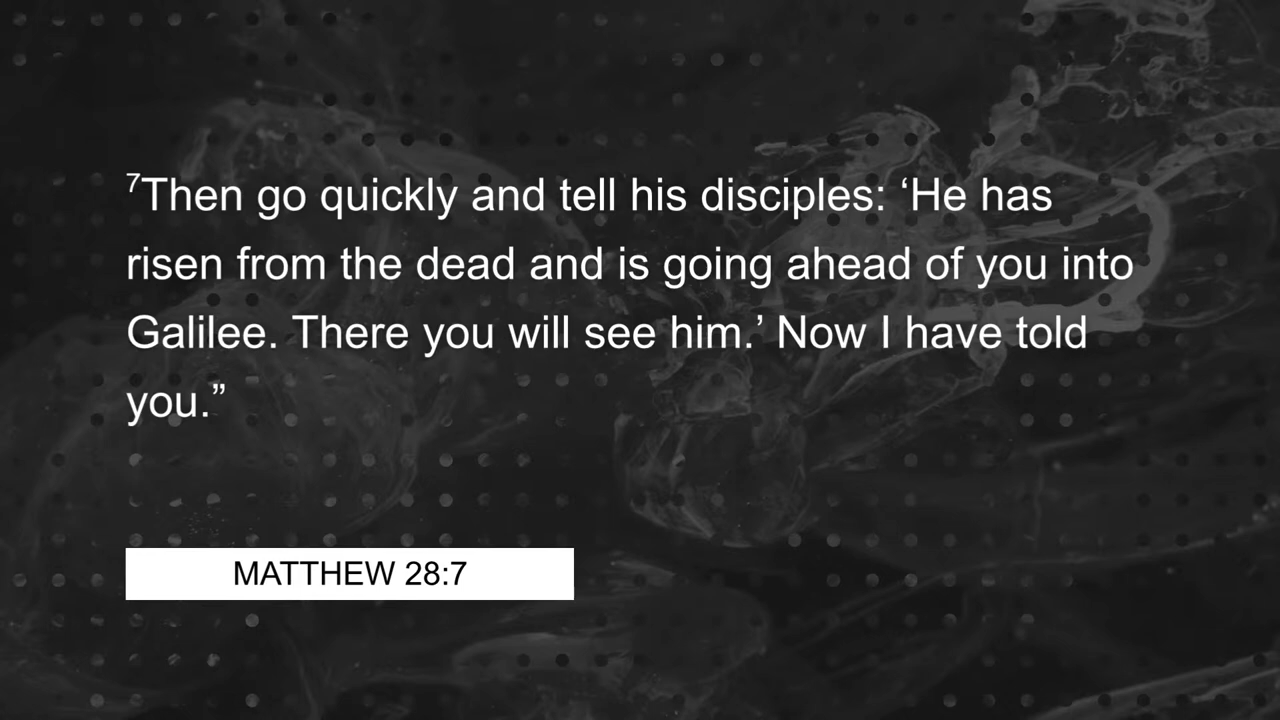 ⁷Then go quickly and tell his disciples: ‘He has
risen from the dead and is going ahead of you into
Galilee. There you will see him.’ Now I have told
you.”
MATTHEW 28:7